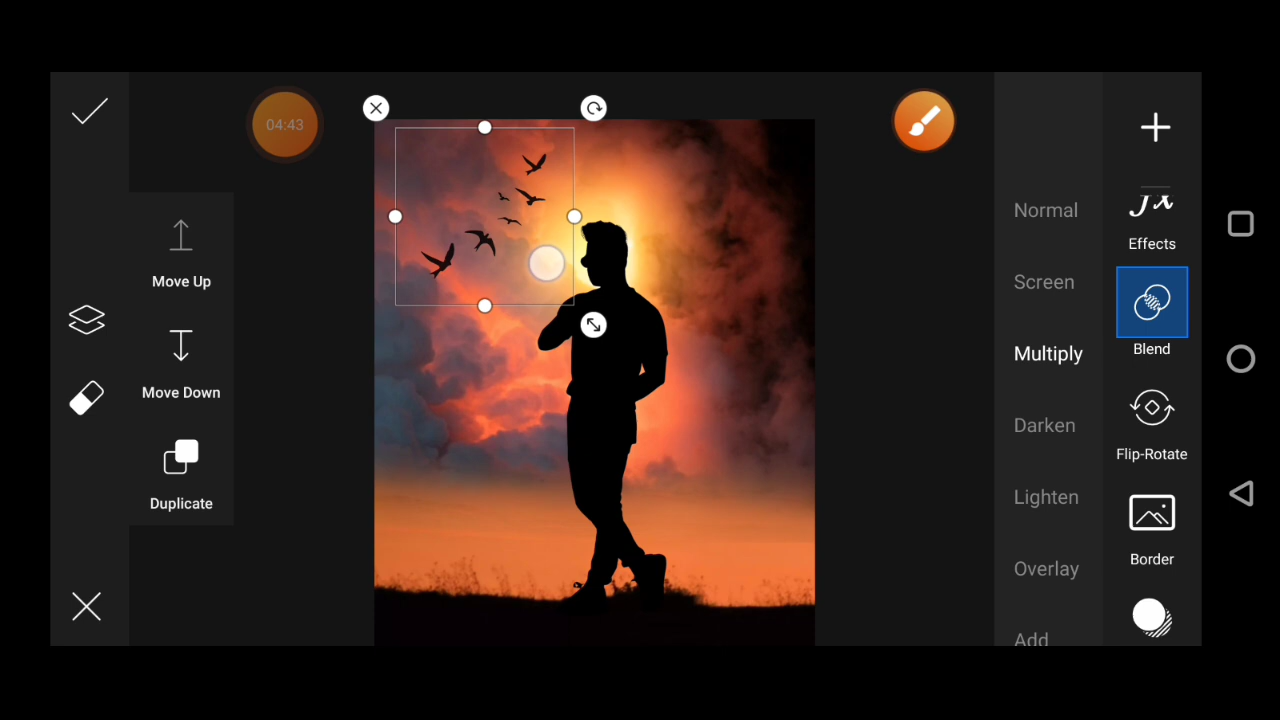 04:43
Move Up
Move Down
Duplicate
Normal
Screen
Multiply
Darken
Lighten
Overlay
Add
fx
Effects
Blend
Flip-Rotate
Border